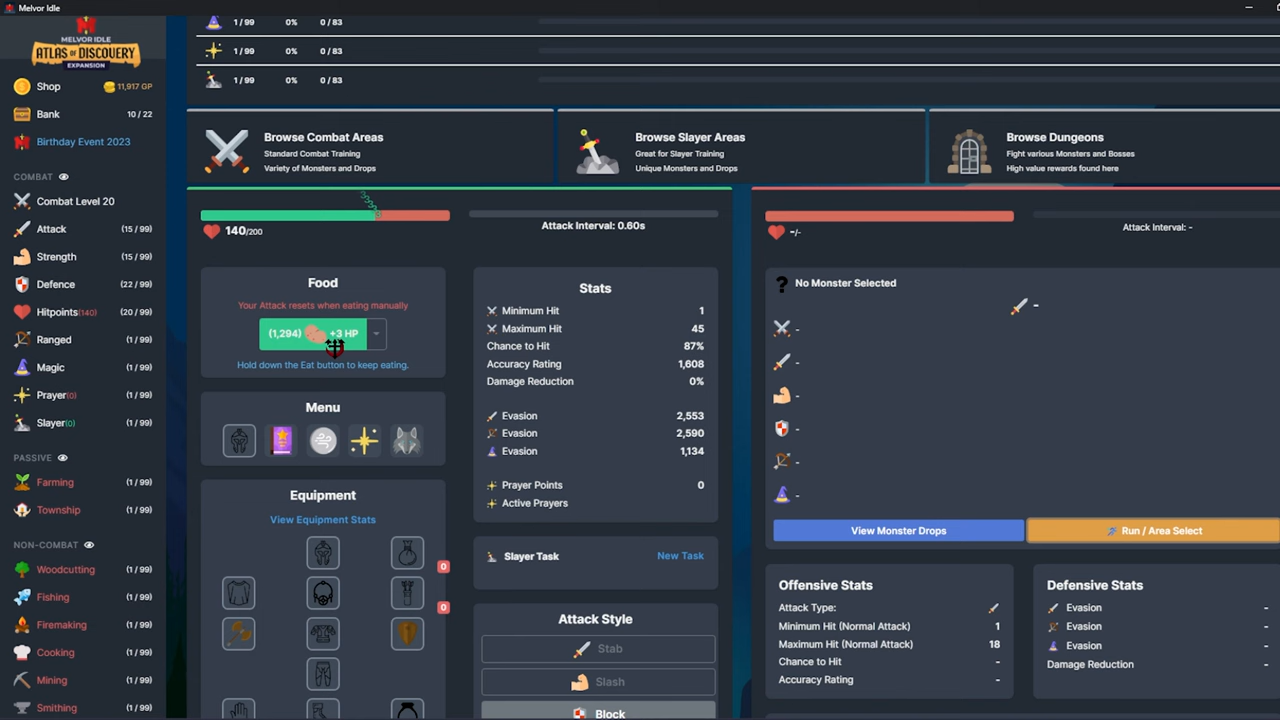 Melvor Idle
MELVOR IDLE
ATLAS OF DISCOVERY
EXPANSION
Shop 11,917 GP
Bank 10 / 22
Birthday Event 2023
COMBAT
Combat Level 20
Attack (15 / 99)
Strength (15 / 99)
Defence (22 / 99)
Hitpoints(140) (20 / 99)
Ranged (1 / 99)
Magic (1 / 99)
Prayer(0) (1 / 99)
Slayer(0) (1 / 99)
PASSIVE
Farming (1 / 99)
Township (1 / 99)
NON-COMBAT
Woodcutting (1 / 99)
Fishing (1 / 99)
Firemaking (1 / 99)
Cooking (1 / 99)
Mining (1 / 99)
Smithing (1 / 99)
1 / 99 0% 0 / 83
1 / 99 0% 0 / 83
1 / 99 0% 0 / 83
Browse Combat Areas
Standard Combat Training
Variety of Monsters and Drops
Browse Slayer Areas
Great for Slayer Training
Unique Monsters and Drops
Browse Dungeons
Fight various Monsters and Bosses
High value rewards found here
140/200
Attack Interval: 0.60s
Food
Your Attack resets when eating manually
(1,294) +3 HP
Hold down the Eat button to keep eating.
Menu
Equipment
View Equipment Stats
0
0
Stats
Minimum Hit 1
Maximum Hit 45
Chance to Hit 87%
Accuracy Rating 1,608
Damage Reduction 0%
Evasion 2,553
Evasion 2,590
Evasion 1,134
Prayer Points 0
Active Prayers
Slayer Task New Task
Attack Style
Stab
Slash
Block
-/-
Attack Interval: -
? No Monster Selected
-
-
-
-
-
-
-
View Monster Drops
Run / Area Select
Offensive Stats
Attack Type:
Minimum Hit (Normal Attack) 1
Maximum Hit (Normal Attack) 18
Chance to Hit -
Accuracy Rating -
Defensive Stats
Evasion -
Evasion -
Evasion -
Damage Reduction -